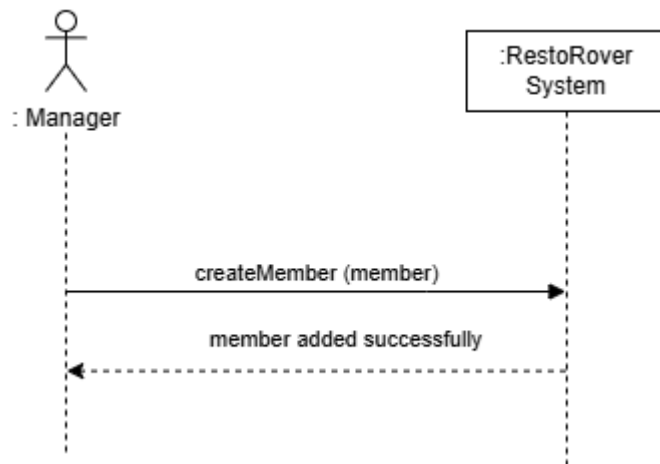 :RestoRover
System
: Manager
createMember (member)
member added successfully